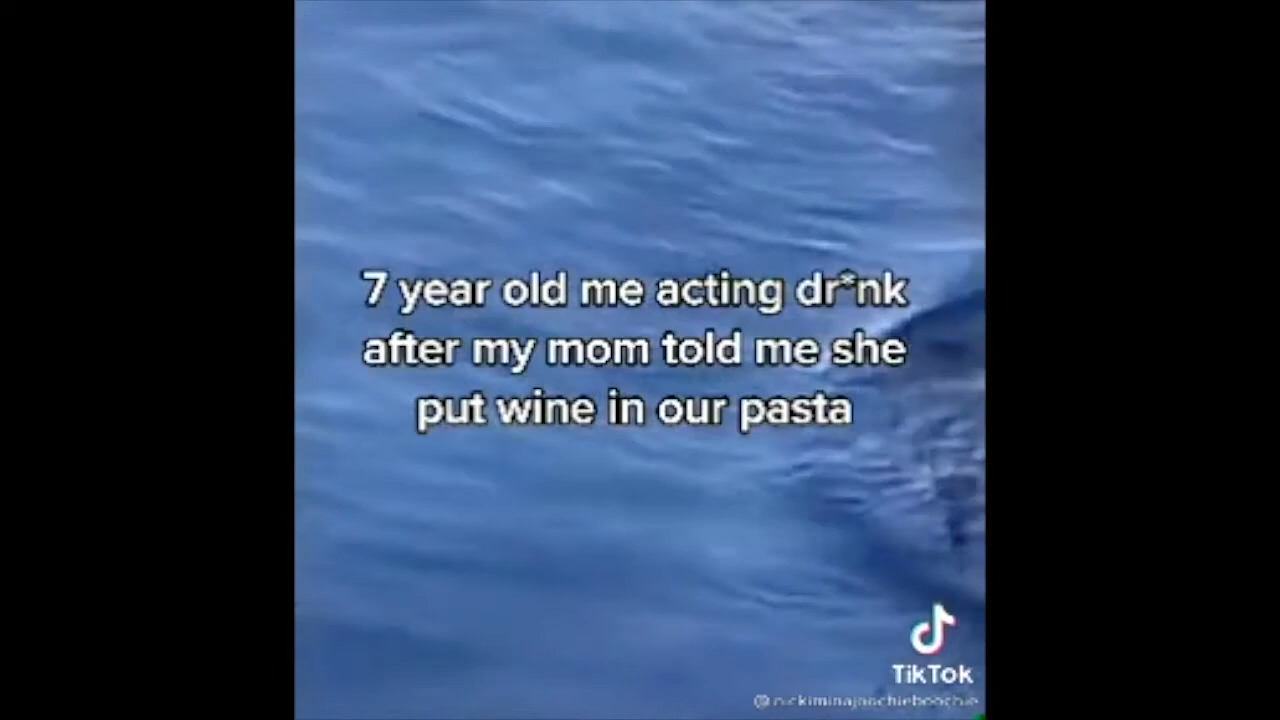 7 year old me acting dr*nk
after my mom told me she
put wine in our pasta
TikTok